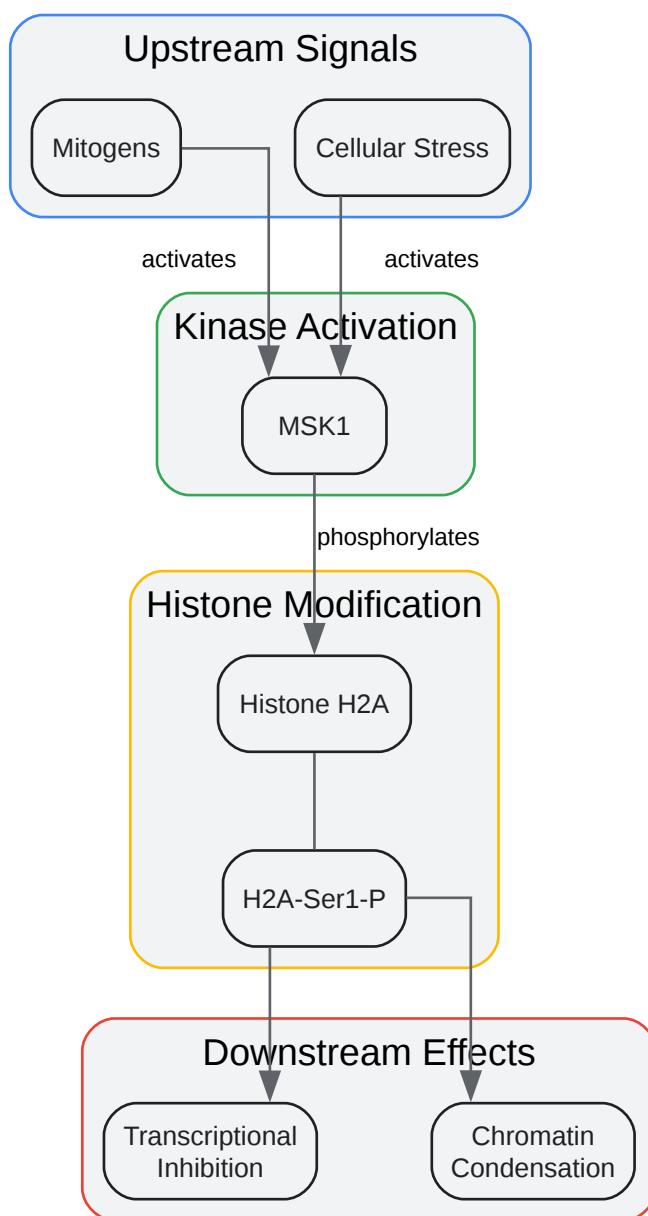 Upstream Signals
Mitogens
Cellular Stress
activates
activates
Kinase Activation
MSK1
phosphorylates
Histone Modification
Histone H2A
H2A-Ser1-P
Downstream Effects
Transcriptional
Inhibition
Chromatin
Condensation